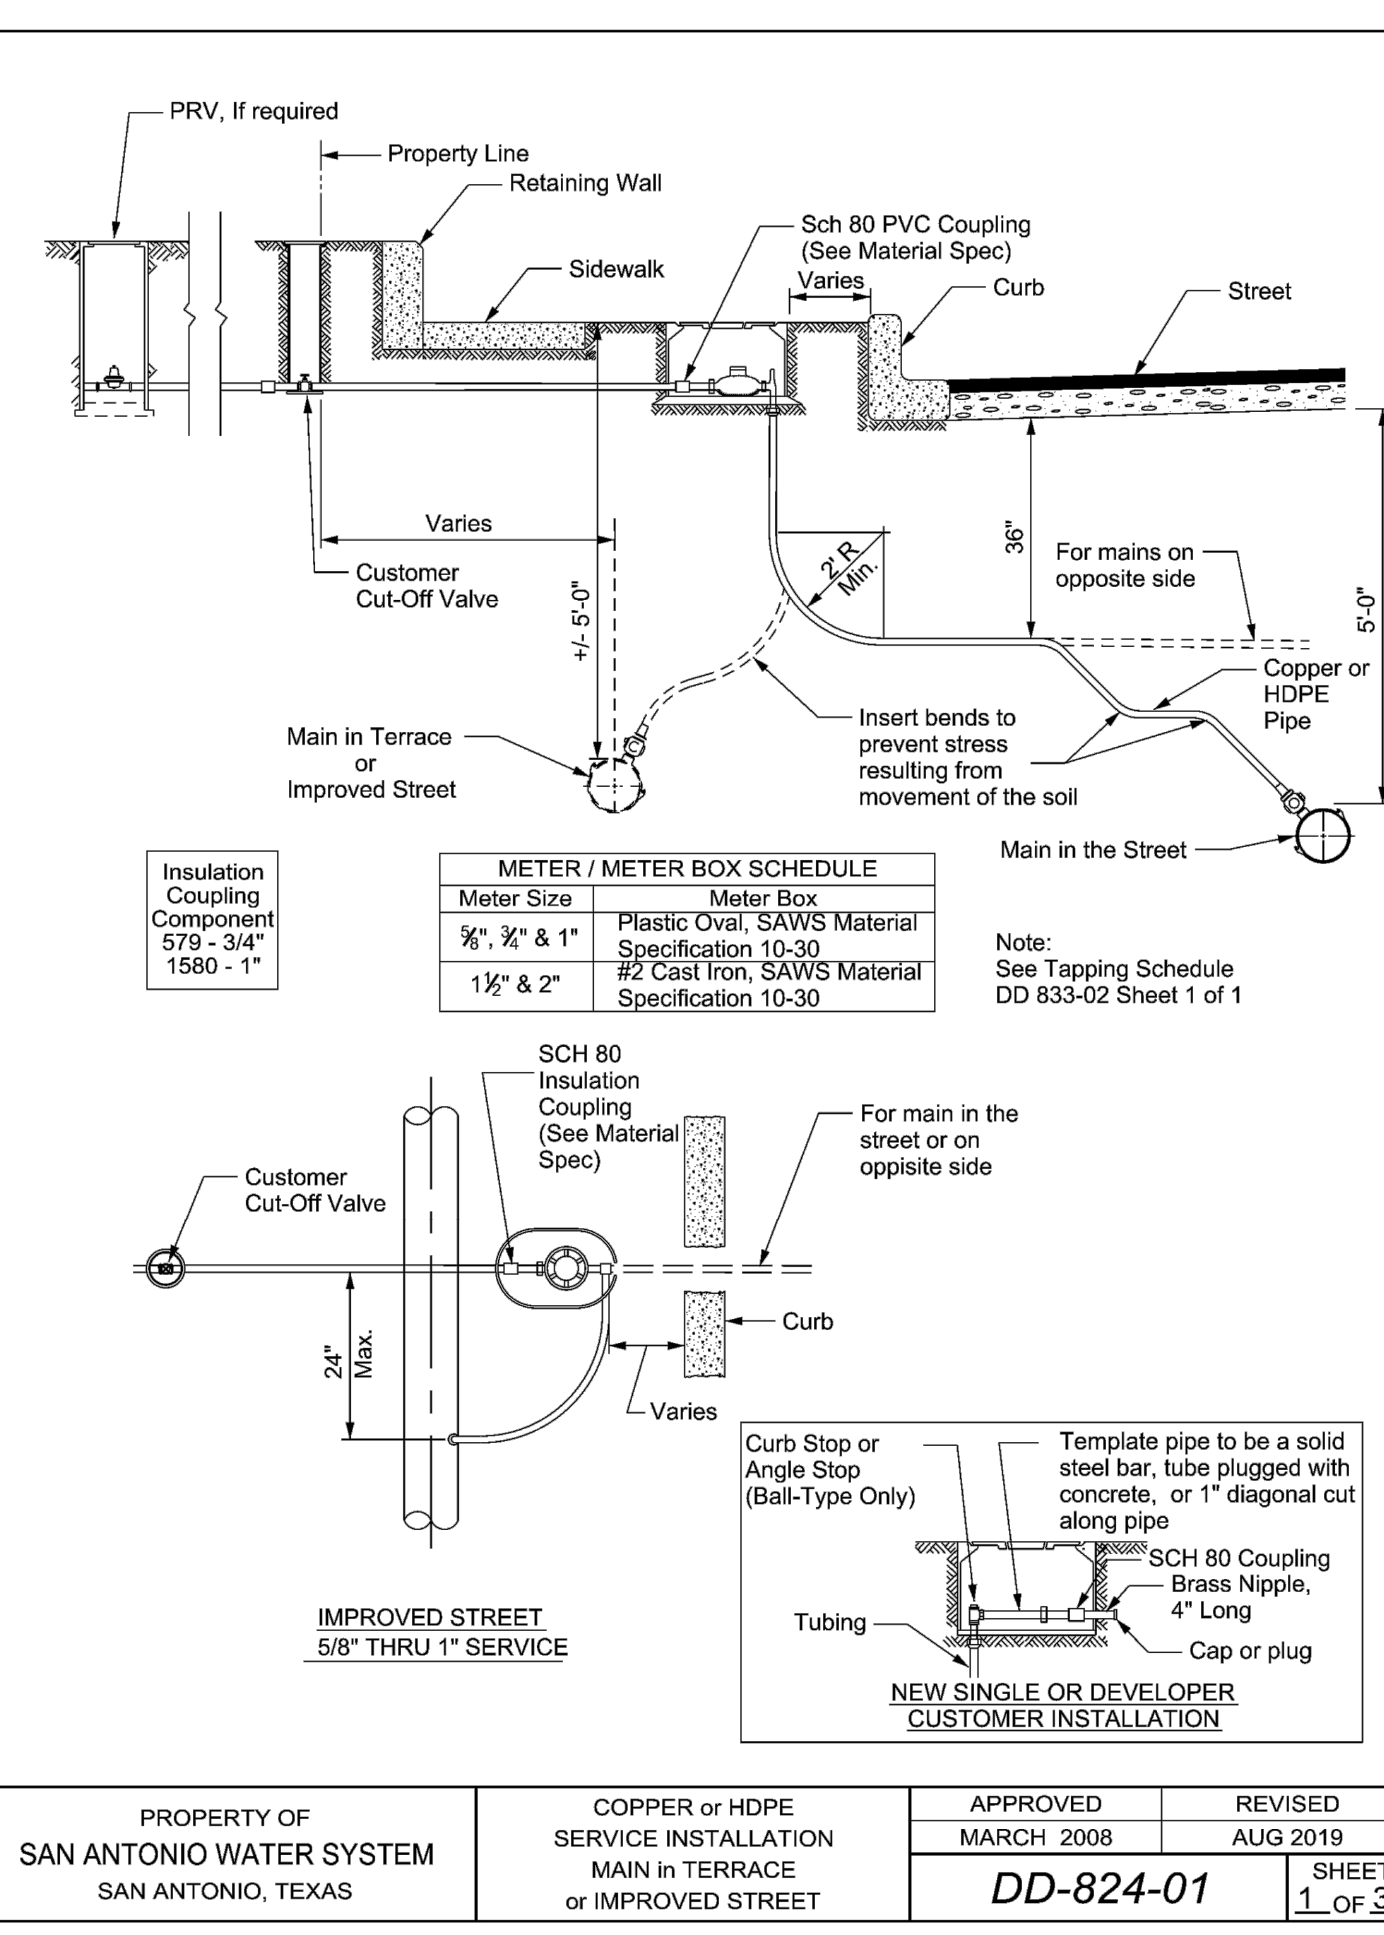 PRV, If required
Property Line
Retaining Wall
Sch 80 PVC Coupling
(See Material Spec)
Varies
Sidewalk
Curb
Street
Varies
Customer
Cut-Off Valve
+/- 5'-0"
2' R
Min.
36"
For mains on
opposite side
5'-0"
Copper or
HDPE
Pipe
Main in Terrace
or
Improved Street
Insert bends to
prevent stress
resulting from
movement of the soil
Main in the Street
Insulation
Coupling
Component
579 - 3/4"
1580 - 1"
METER / METER BOX SCHEDULE
Meter Size
Meter Box
5/8", 3/4" & 1"
Plastic Oval, SAWS Material
Specification 10-30
1 1/2" & 2"
#2 Cast Iron, SAWS Material
Specification 10-30
Note:
See Tapping Schedule
DD 833-02 Sheet 1 of 1
SCH 80
Insulation
Coupling
(See Material
Spec)
For main in the
street or on
oppisite side
Customer
Cut-Off Valve
24"
Max.
Curb
Varies
IMPROVED STREET
5/8" THRU 1" SERVICE
Curb Stop or
Angle Stop
(Ball-Type Only)
Template pipe to be a solid
steel bar, tube plugged with
concrete, or 1" diagonal cut
along pipe
SCH 80 Coupling
Brass Nipple,
4" Long
Tubing
Cap or plug
NEW SINGLE OR DEVELOPER
CUSTOMER INSTALLATION
PROPERTY OF
SAN ANTONIO WATER SYSTEM
SAN ANTONIO, TEXAS
COPPER or HDPE
SERVICE INSTALLATION
MAIN in TERRACE
or IMPROVED STREET
APPROVED
MARCH 2008
REVISED
AUG 2019
DD-824-01
SHEET
1 OF 3